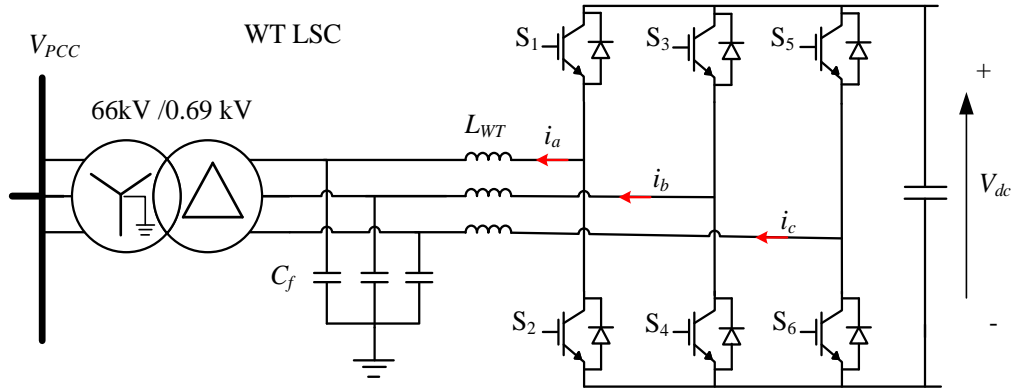 WT LSC
V_PCC
66kV /0.69 kV
L_WT
i_a
i_b
i_c
S_1
S_3
S_5
+
V_dc
-
C_f
S_2
S_4
S_6